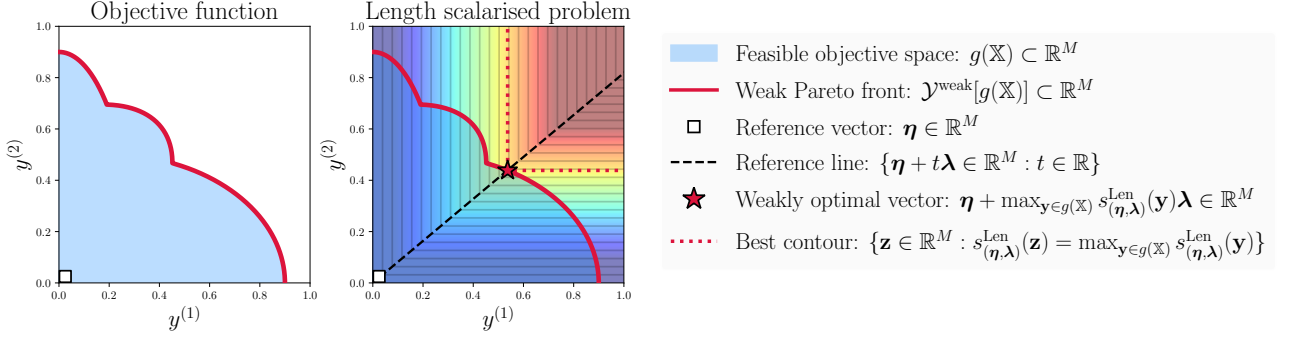 Objective function
1.0
0.8
0.6
0.4
0.2
0.0
0.0 0.2 0.4 0.6 0.8 1.0
y^{(2)}
y^{(1)}
Length scalarised problem
1.0
0.8
0.6
0.4
0.2
0.0
0.0 0.2 0.4 0.6 0.8 1.0
y^{(2)}
y^{(1)}
Feasible objective space: g(𝕏) ⊂ ℝ^M
Weak Pareto front: 𝒴^{weak}[g(𝕏)] ⊂ ℝ^M
Reference vector: η ∈ ℝ^M
Reference line: {η + tλ ∈ ℝ^M : t ∈ ℝ}
Weakly optimal vector: η + max_{y∈g(𝕏)} s^{Len}_{(η,λ)}(y)λ ∈ ℝ^M
Best contour: {z ∈ ℝ^M : s^{Len}_{(η,λ)}(z) = max_{y∈g(𝕏)} s^{Len}_{(η,λ)}(y)}